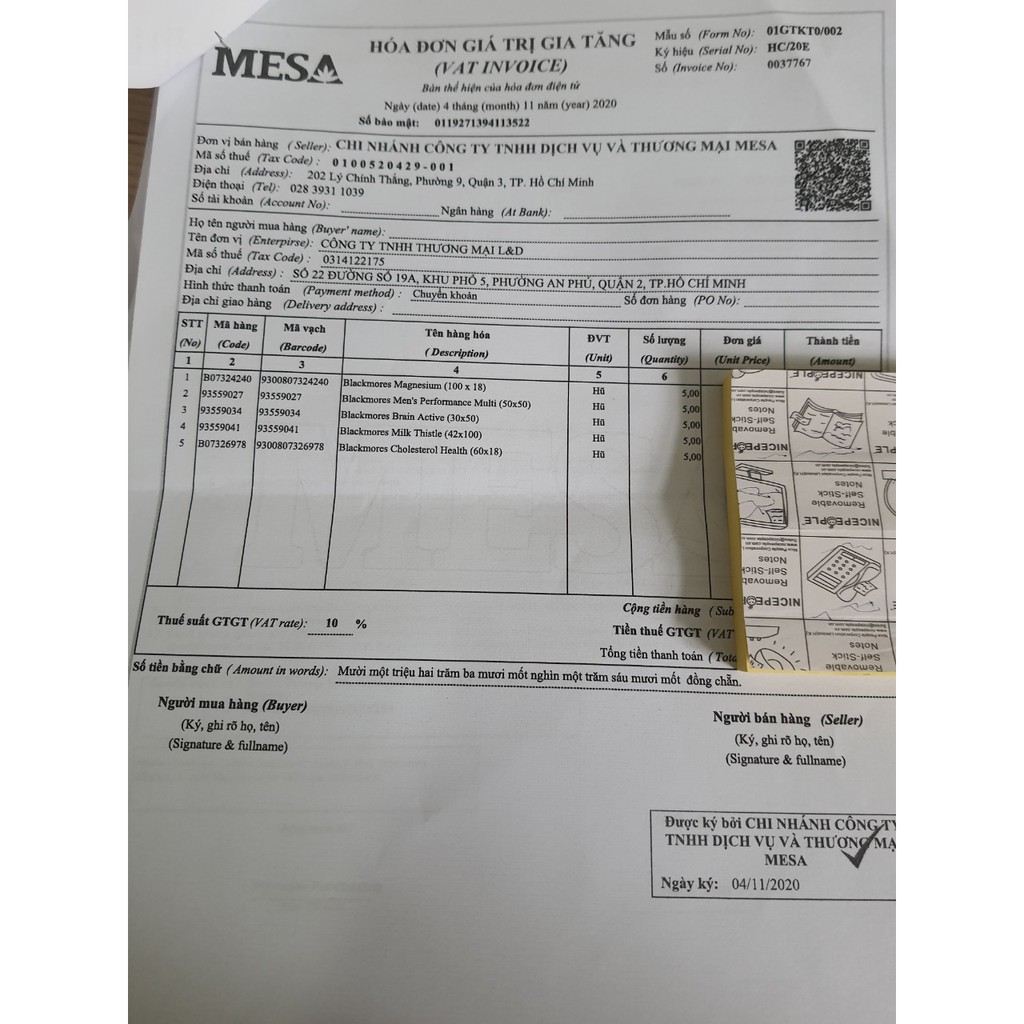 MESA
HÓA ĐƠN GIÁ TRỊ GIA TĂNG
(VAT INVOICE)
Bản thể hiện của hóa đơn điện tử
Ngày (date) 4 tháng (month) 11 năm (year) 2020
Số bảo mật: 0119271394113522
Mẫu số (Form No): 01GTKT0/002
Ký hiệu (Serial No): HC/20E
Số (Invoice No): 0037767
Đơn vị bán hàng (Seller): CHI NHÁNH CÔNG TY TNHH DỊCH VỤ VÀ THƯƠNG MẠI MESA
Mã số thuế (Tax Code): 0100520429-001
Địa chỉ (Address): 202 Lý Chính Thắng, Phường 9, Quận 3, TP. Hồ Chí Minh
Điện thoại (Tel): 028 3931 1039
Số tài khoản (Account No): Ngân hàng (At Bank):
Họ tên người mua hàng (Buyer' name):
Tên đơn vị (Enterpirse): CÔNG TY TNHH THƯƠNG MẠI L&D
Mã số thuế (Tax Code) : 0314122175
Địa chỉ (Address) : SỐ 22 ĐƯỜNG SỐ 19A, KHU PHỐ 5, PHƯỜNG AN PHÚ, QUẬN 2, TP.HỒ CHÍ MINH
Hình thức thanh toán (Payment method) : Chuyển khoản Số đơn hàng (PO No):
Địa chỉ giao hàng (Delivery address) :
STT Mã hàng Mã vạch Tên hàng hóa ĐVT Số lượng Đơn giá Thành tiền
(No) (Code) (Barcode) (Description) (Unit) (Quantity) (Unit Price) (Amount)
1 2 3 4 5 6
1 B07324240 9300807324240 Blackmores Magnesium (100 x 18) Hũ 5,00
2 93559027 93559027 Blackmores Men's Performance Multi (50x50) Hũ 5,00
3 93559034 93559034 Blackmores Brain Active (30x50) Hũ 5,00
4 93559041 93559041 Blackmores Milk Thistle (42x100) Hũ 5,00
5 B07326978 9300807326978 Blackmores Cholesterol Health (60x18) Hũ 5,00
NICEPEOPLE
Removable
Self-Stick
Notes
NICEPEOPLE
Removable
Self-Stick
Notes
NICEPEOPLE
Removable
Self-Stick
Notes
Cộng tiền hàng (Sub
Thuế suất GTGT (VAT rate): 10 % Tiền thuế GTGT (VAT
Tổng tiền thanh toán (Tota
Số tiền bằng chữ (Amount in words): Mười một triệu hai trăm ba mươi mốt nghìn một trăm sáu mươi mốt đồng chẵn.
Người mua hàng (Buyer)
(Ký, ghi rõ họ, tên)
(Signature & fullname)
Người bán hàng (Seller)
(Ký, ghi rõ họ, tên)
(Signature & fullname)
Được ký bởi CHI NHÁNH CÔNG TY
TNHH DỊCH VỤ VÀ THƯƠNG MẠI
MESA
Ngày ký: 04/11/2020